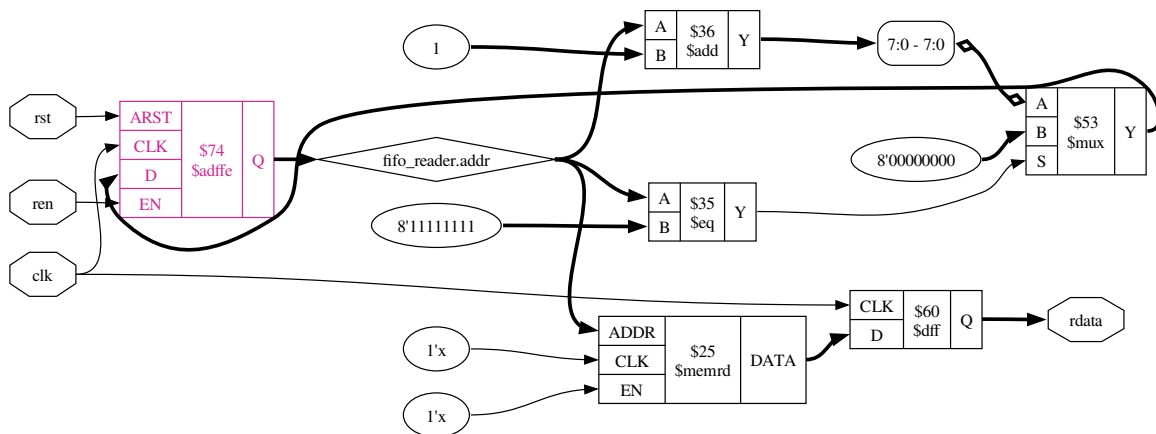 rst
ren
clk
ARST
CLK
D
EN
$74
$adffe
Q
fifo_reader.addr
1
8'11111111
1'x
1'x
A
B
$36
$add
Y
A
B
$35
$eq
Y
ADDR
CLK
EN
$25
$memrd
DATA
7:0 - 7:0
8'00000000
CLK
D
$60
$dff
Q
A
B
S
$53
$mux
Y
rdata